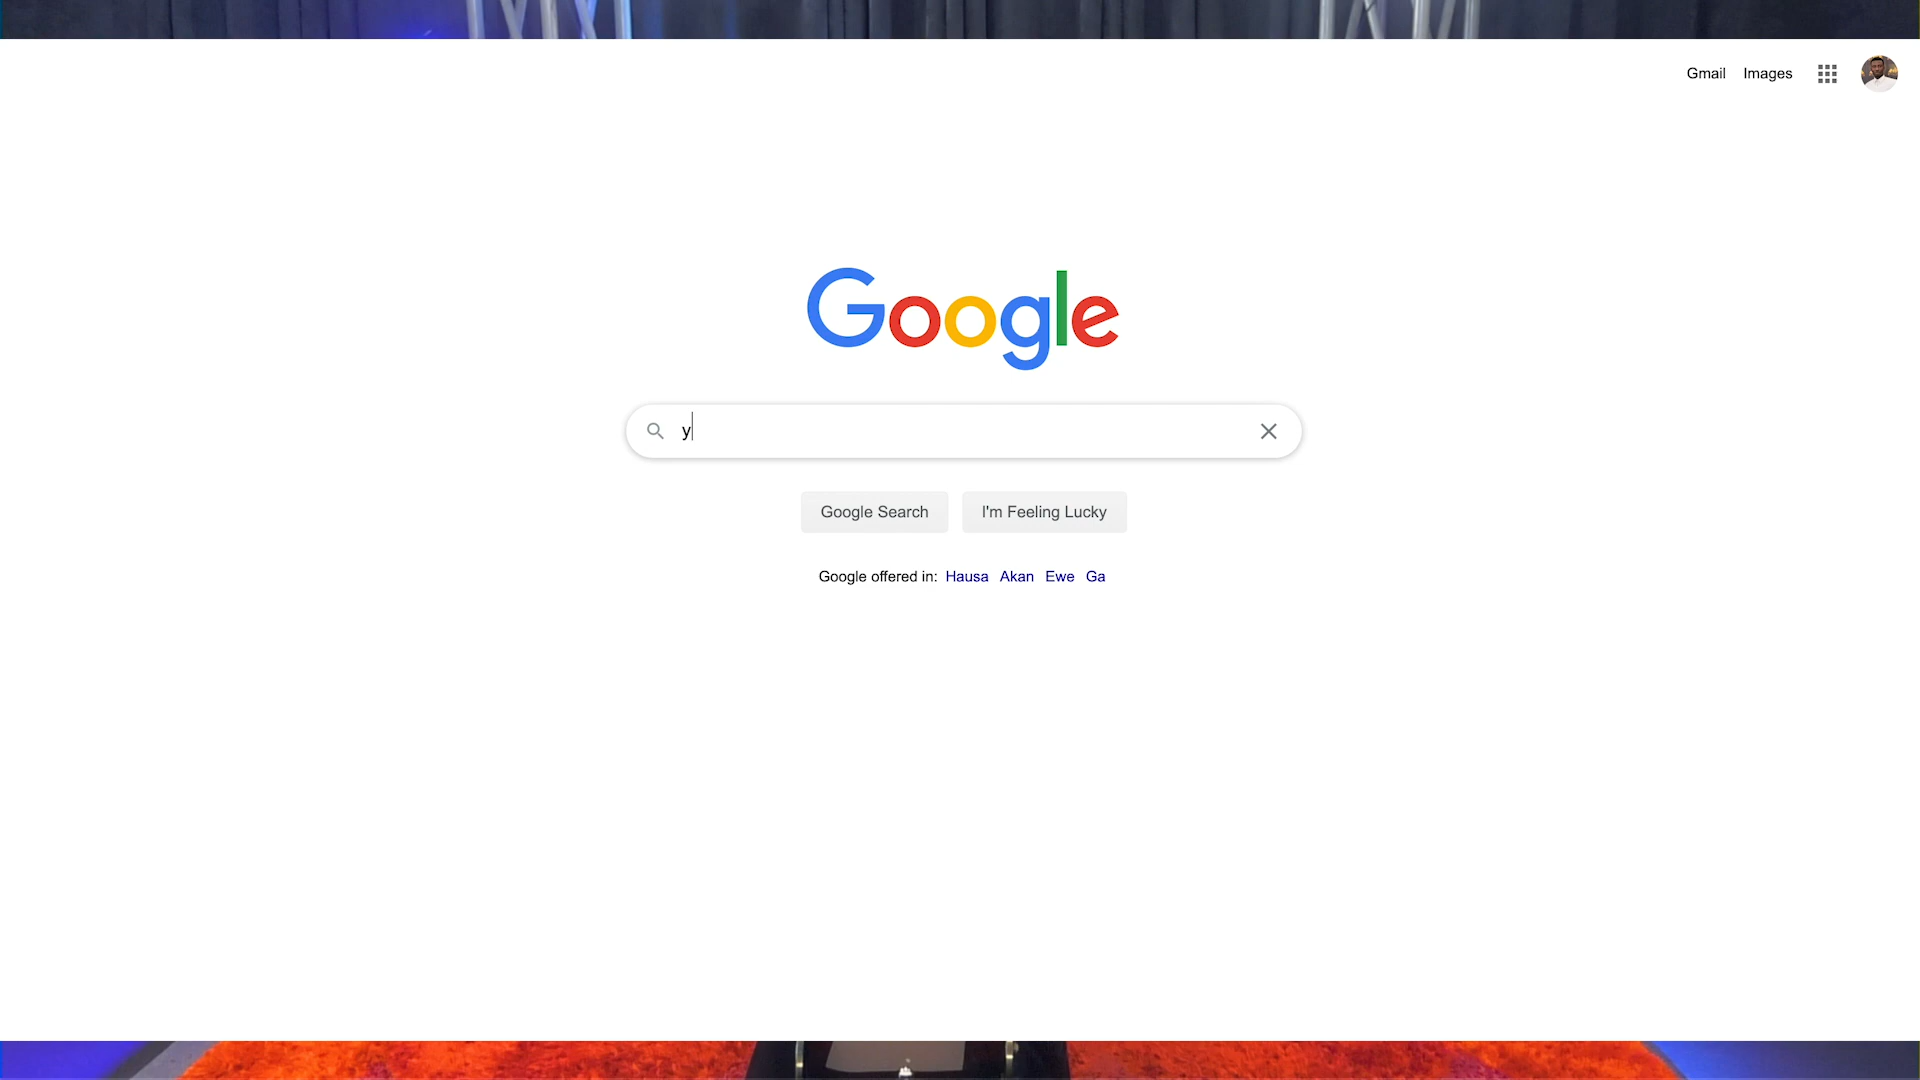 Gmail Images
Google
y
Google Search I'm Feeling Lucky
Google offered in: Hausa Akan Ewe Ga